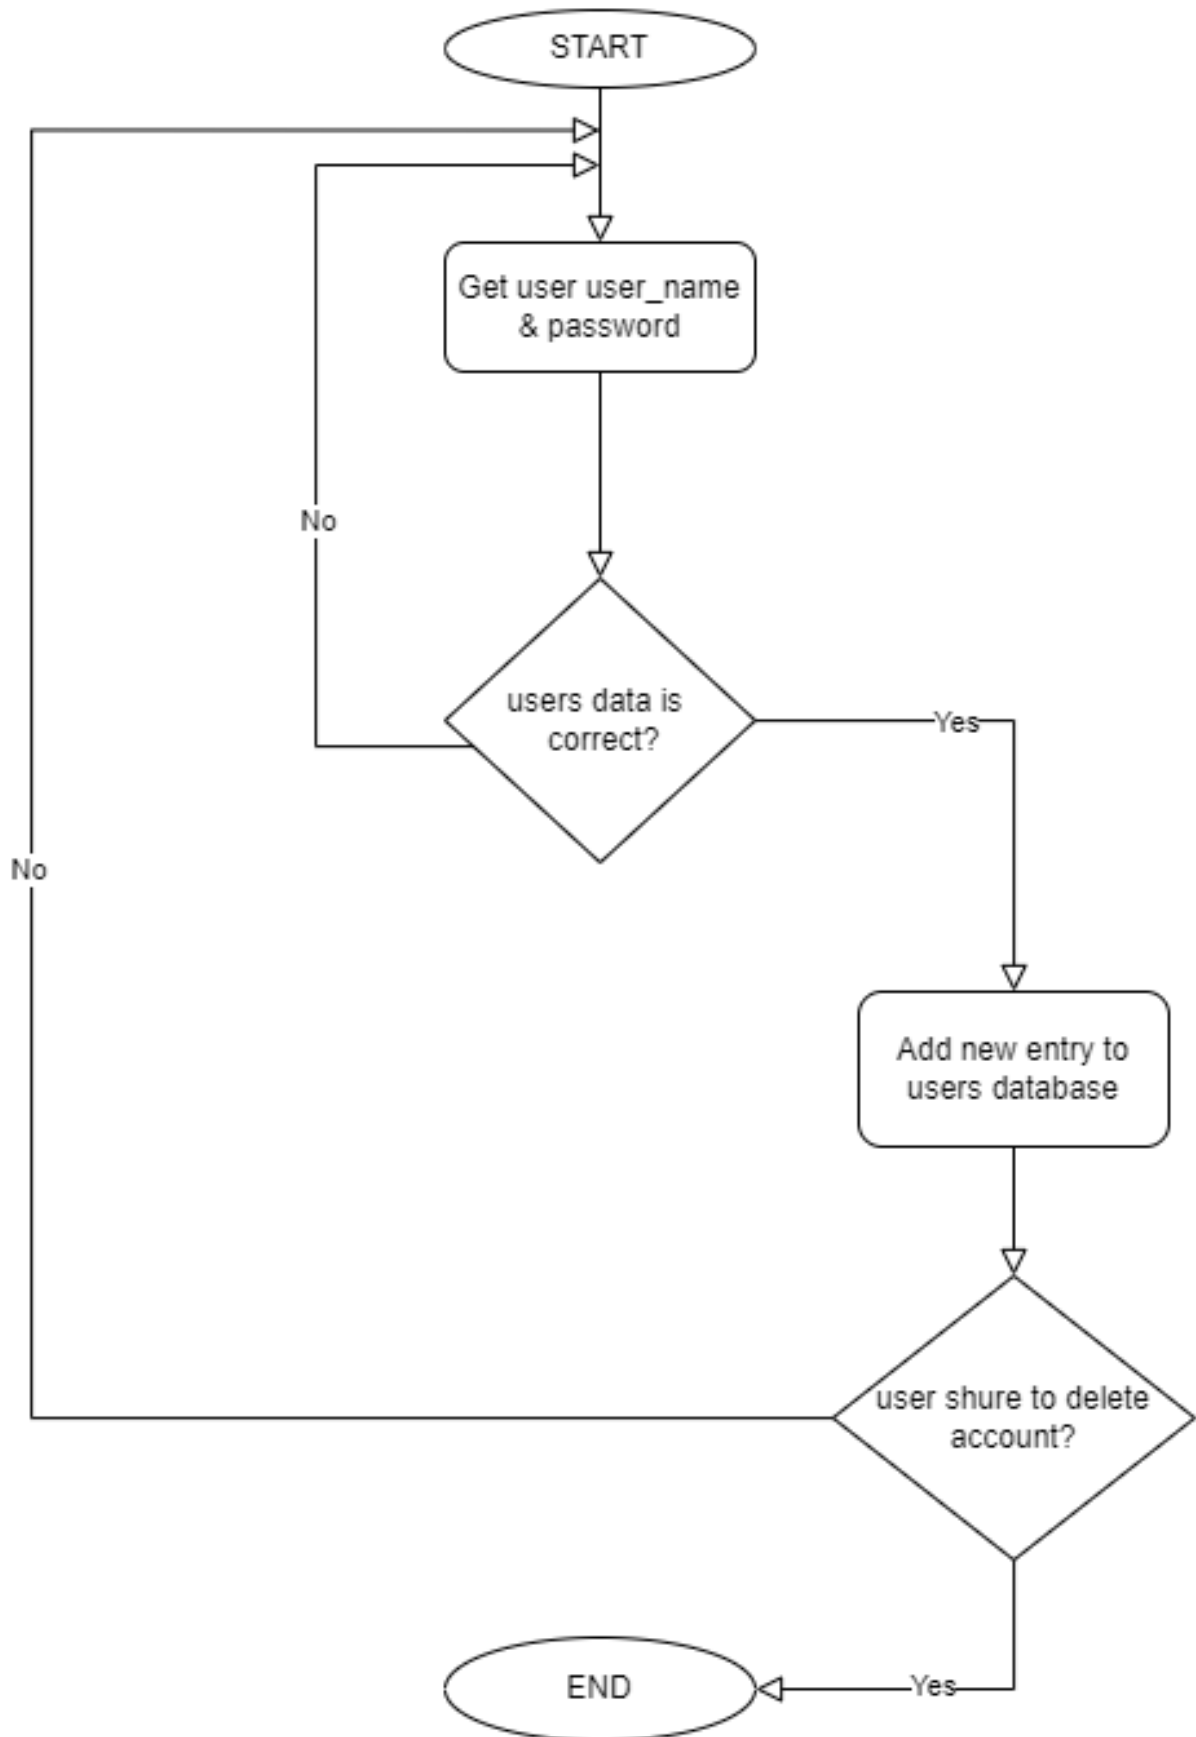 START
Get user user_name
& password
No
users data is
correct?
Yes
No
Add new entry to
users database
user shure to delete
account?
END
Yes